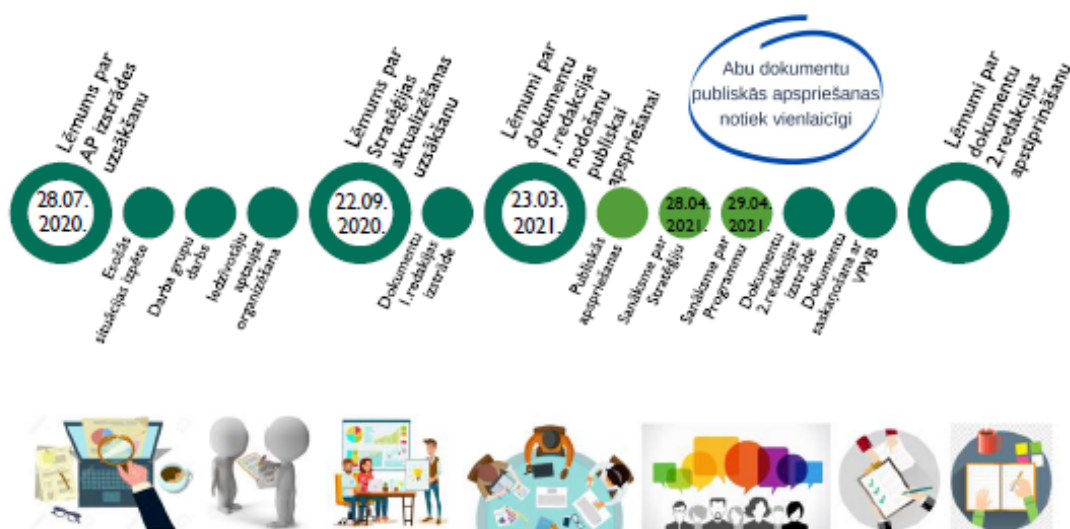 Lēmums par
AP izstrādes
uzsākšanu
28.07.
2020.
Esošās
situācijas izpēte
Darba grupu
darbs
Iedzīvotāju
aptaujas
organizēšana
Lēmums par
Stratēģijas
aktualizēšanas
uzsākšanu
22.09.
2020.
Dokumentu
1.redakcijas
izstrāde
Lēmumi par
dokumentu
1.redakcijas
nodošanu
publiskai
apspriešanai
23.03.
2021.
Publiskās
apspriešanas
Abu dokumentu
publiskās apspriešanas
notiek vienlaicīgi
28.04.
2021.
Sanāksme par
Stratēģiju
29.04.
2021.
Sanāksme par
Programmu
Dokumentu
2.redakcijas
izstrāde
Dokumentu
saskaņošana ar
VPVB
Lēmumi par
dokumentu
2.redakcijas
apstiprināšanu